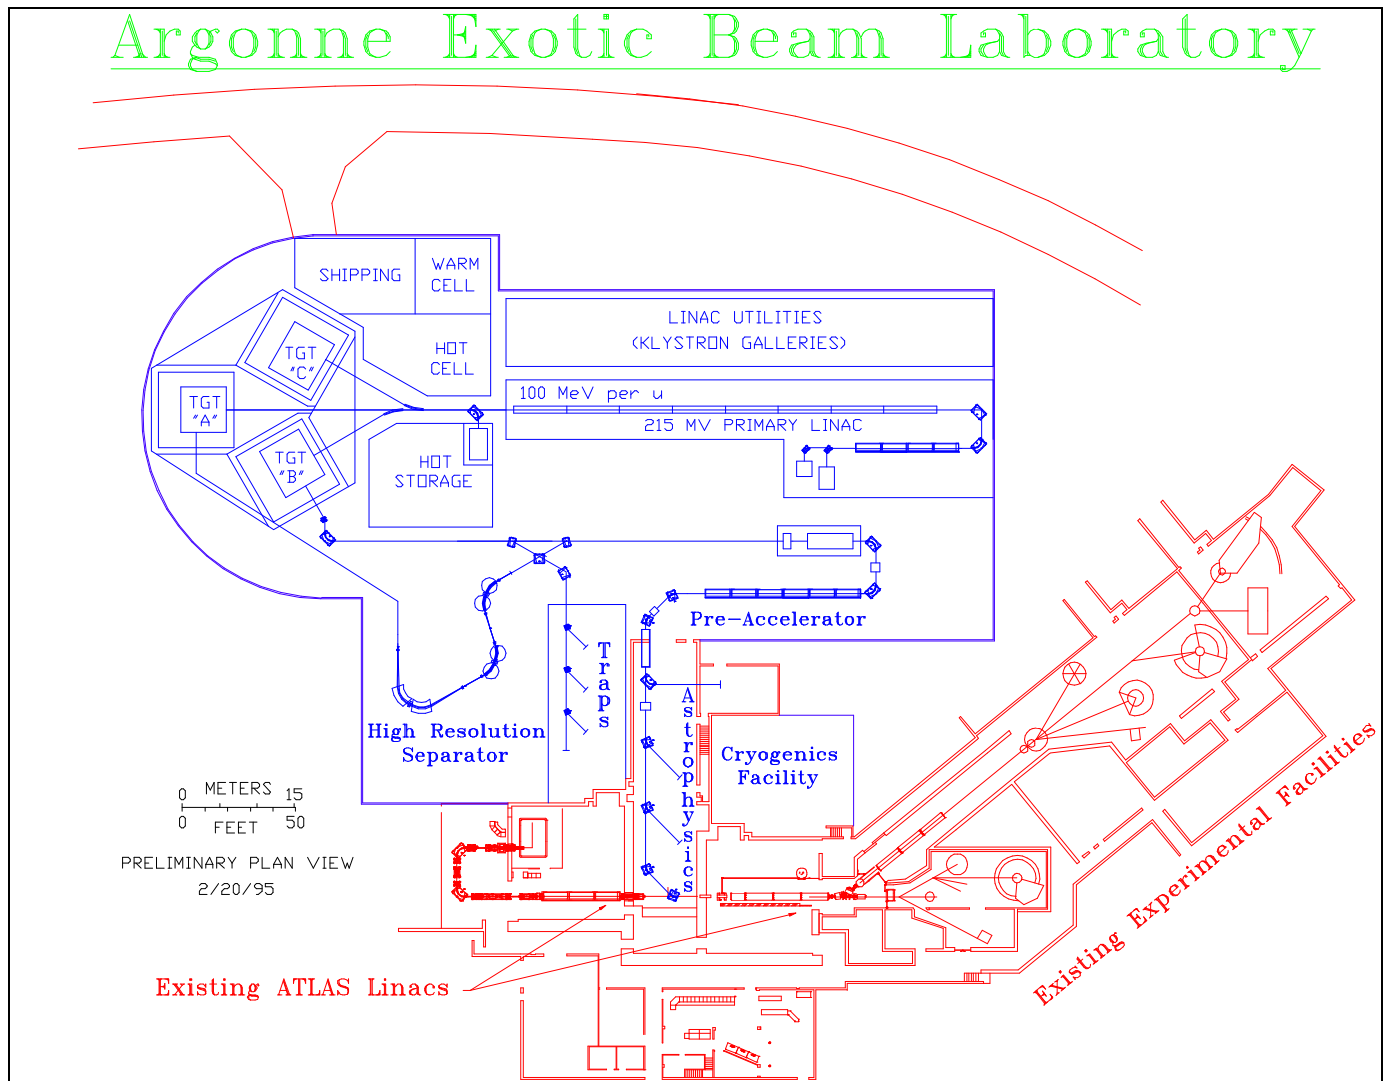 Argonne Exotic Beam Laboratory
SHIPPING
WARM
CELL
LINAC UTILITIES
(KLYSTRON GALLERIES)
TGT
"C"
HOT
CELL
100 MeV per u
TGT
"A"
215 MV PRIMARY LINAC
TGT
"B"
HOT
STORAGE
Pre-Accelerator
Traps
Astrophysics
High Resolution
Separator
Cryogenics
Facility
0 METERS 15
0 FEET 50
PRELIMINARY PLAN VIEW
2/20/95
Existing Experimental Facilities
Existing ATLAS Linacs